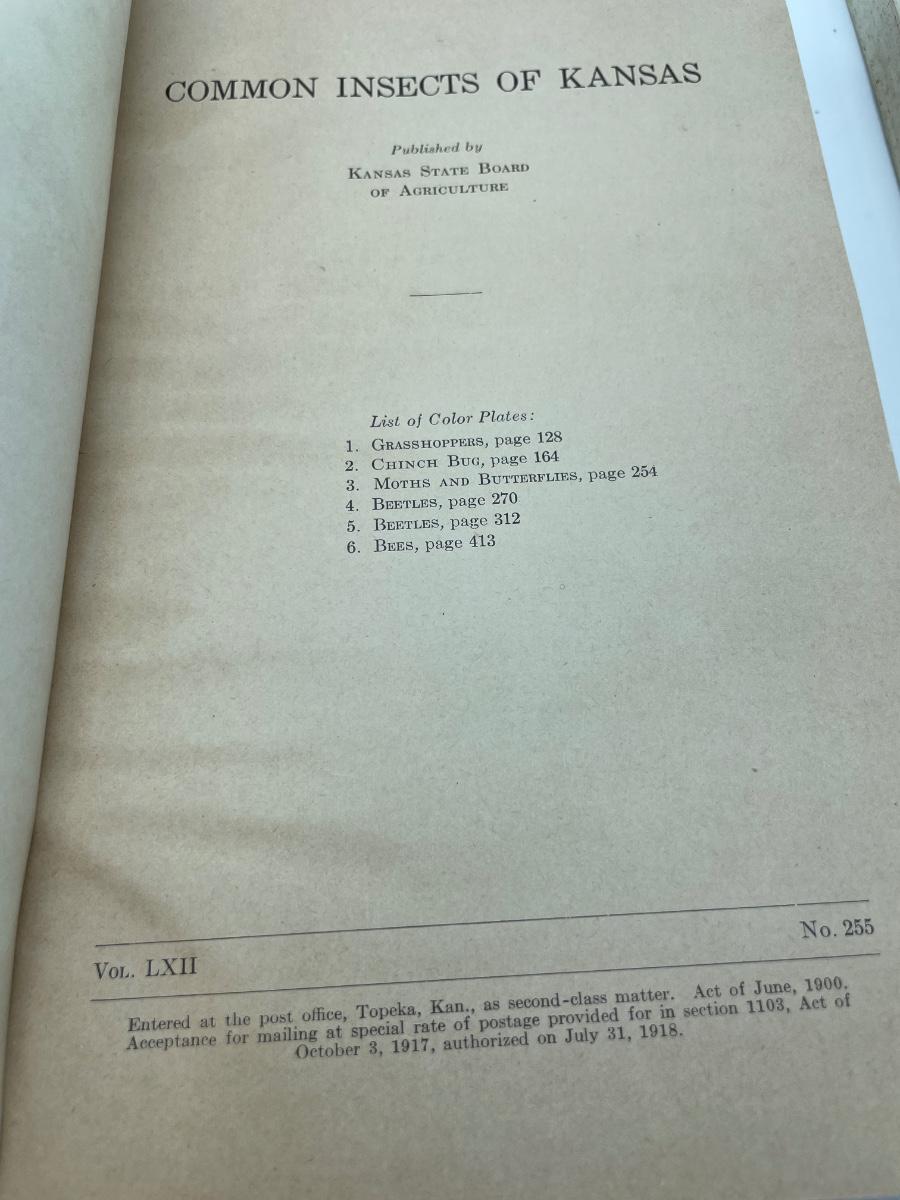 COMMON INSECTS OF KANSAS
Published by
KANSAS STATE BOARD
OF AGRICULTURE
List of Color Plates:
1. GRASSHOPPERS, page 128
2. CHINCH BUG, page 164
3. MOTHS AND BUTTERFLIES, page 254
4. BEETLES, page 270
5. BEETLES, page 312
6. BEES, page 413
VOL. LXII No. 255
Entered at the post office, Topeka, Kan., as second-class matter. Act of June, 1900.
Acceptance for mailing at special rate of postage provided for in section 1103, Act of
October 3, 1917, authorized on July 31, 1918.